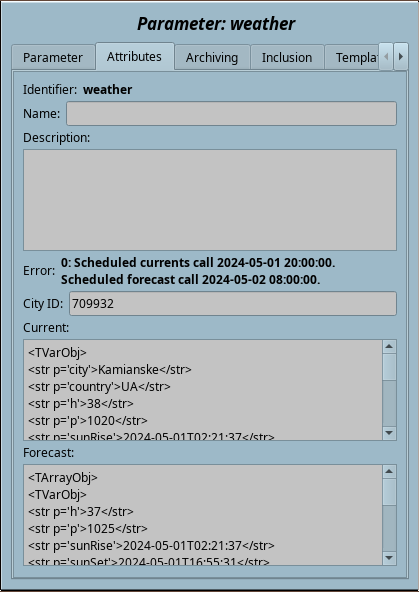 Parameter: weather
Parameter Attributes Archiving Inclusion Templa
Identifier: weather
Name:
Description:
Error: 0: Scheduled currents call 2024-05-01 20:00:00.
Scheduled forecast call 2024-05-02 08:00:00.
City ID: 709932
Current:
<TVarObj>
<str p='city'>Kamianske</str>
<str p='country'>UA</str>
<str p='h'>38</str>
<str p='p'>1020</str>
<str p='sunRise'>2024-05-01T02:21:37</str>
Forecast:
<TArrayObj>
<TVarObj>
<str p='h'>37</str>
<str p='p'>1025</str>
<str p='sunRise'>2024-05-01T02:21:37</str>
<str p='sunSet'>2024-05-01T16:55:31</str>